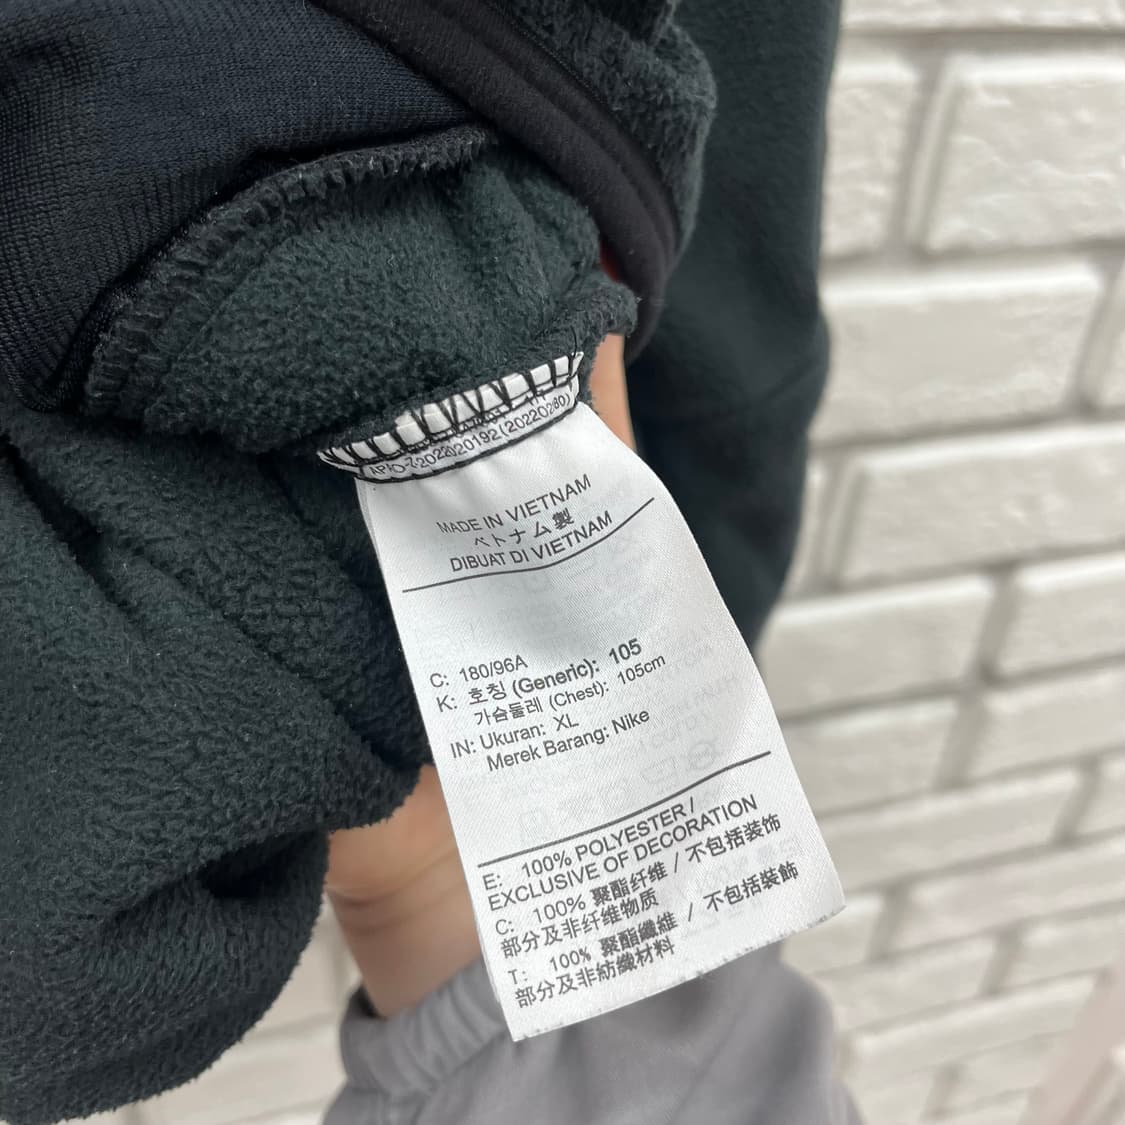 2022020192(20220260)
MADE IN VIETNAM
ベトナム製
DIBUAT DI VIETNAM
C: 180/96A
K: 호칭 (Generic): 105
가슴둘레 (Chest): 105cm
IN: Ukuran: XL
Merek Barang: Nike
E: 100% POLYESTER /
EXCLUSIVE OF DECORATION
C: 100% 聚酯纤维 / 不包括装饰
部分及非纤维物质
T: 100% 聚酯纖維 / 不包括裝飾
部分及非紡織材料